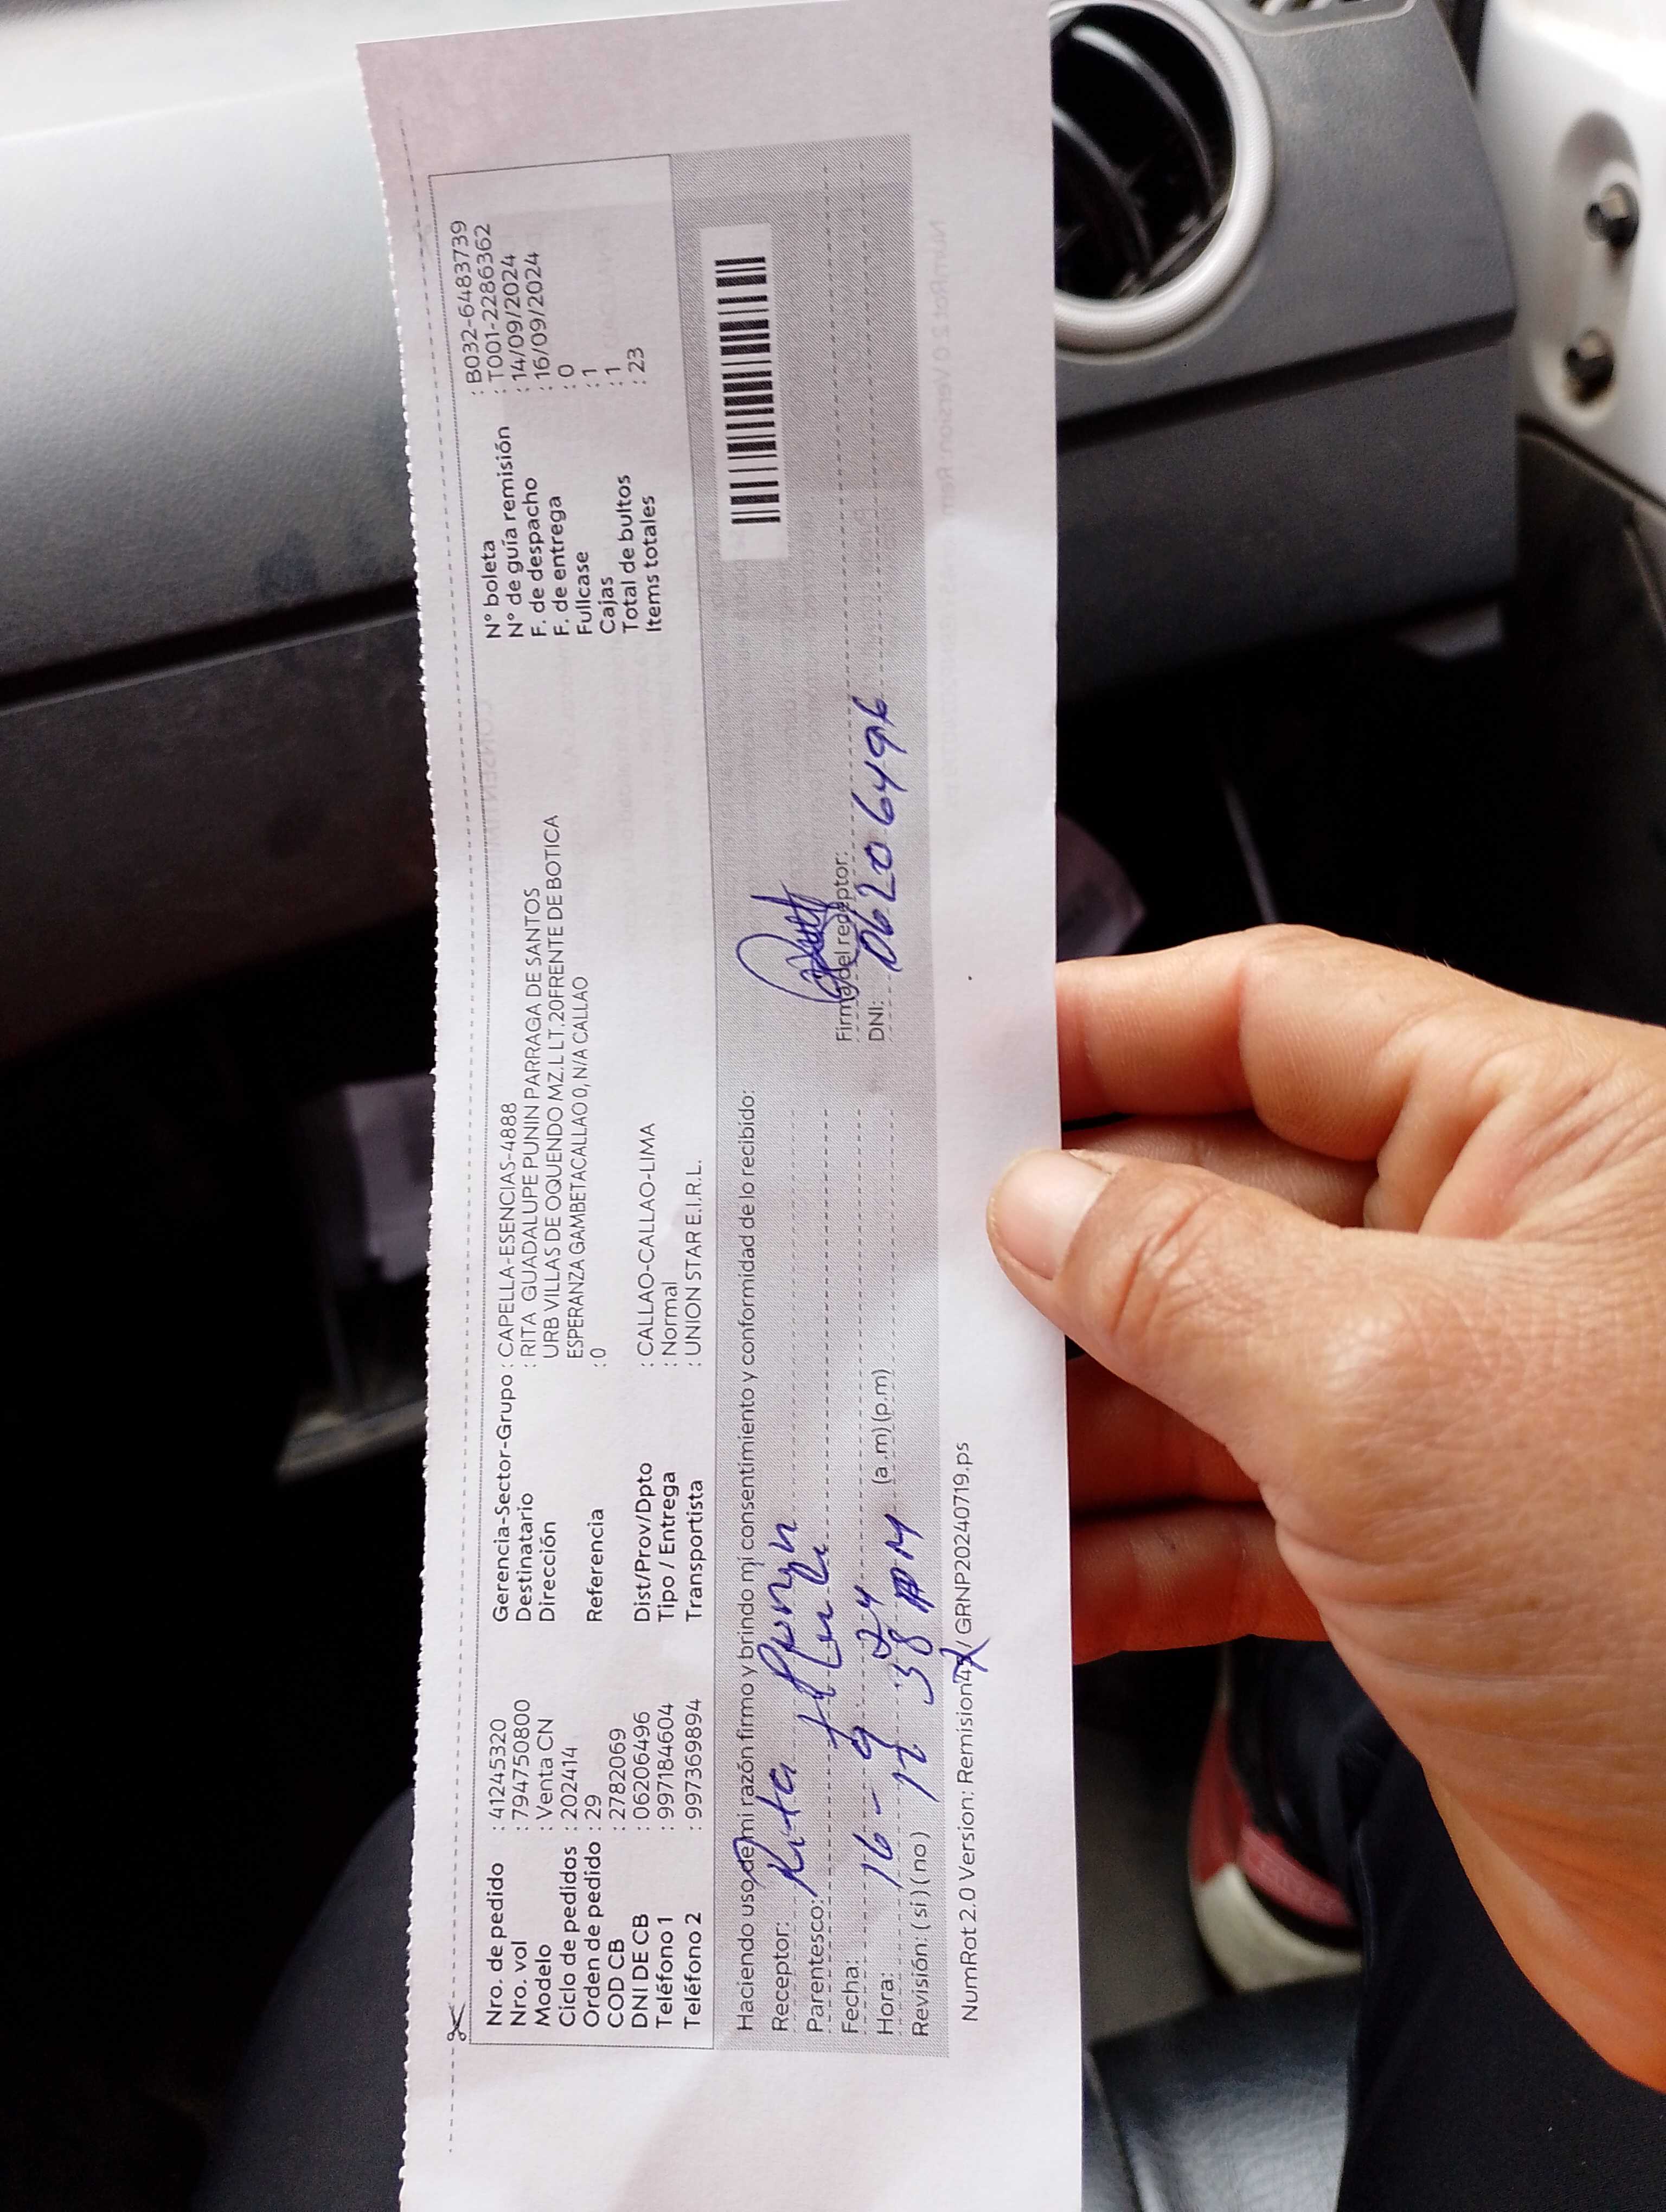 Nro. de pedido : 41245320
Nro. vol : 794750800
Modelo : Venta CN
Ciclo de pedidos : 202414
Orden de pedido : 29
COD CB : 2782069
DNI DE CB : 06206496
Teléfono 1 : 997184604
Teléfono 2 : 997369894
Gerencia-Sector-Grupo : CAPELLA-ESENCIAS-4888
Destinatario : RITA GUADALUPE PUNIN PARRAGA DE SANTOS
Dirección URB VILLAS DE OQUENDO MZ.L LT.20FRENTE DE BOTICA
ESPERANZA GAMBETACALLAO 0, N/A CALLAO
Referencia : 0
Dist/Prov/Dpto : CALLAO-CALLAO-LIMA
Tipo / Entrega : Normal
Transportista : UNION STAR E.I.R.L.
N° boleta : B032-6483739
N° de guía remisión : T001-2286362
F. de despacho : 14/09/2024
F. de entrega : 16/09/2024
Fullcase : 0
Cajas : 1
Total de bultos : 1
Items totales : 23
Haciendo uso de mi razón firmo y brindo mi consentimiento y conformidad de lo recibido:
Receptor: Rita
Parentesco:
Fecha: 16 - 9 - 24
Hora: 12 38 PM (a.m) (p.m)
Revisión: (si) (no)
Firma del receptor:
DNI: 06206496
NumRot 2.0 Version: Remision / GRNP20240719.ps